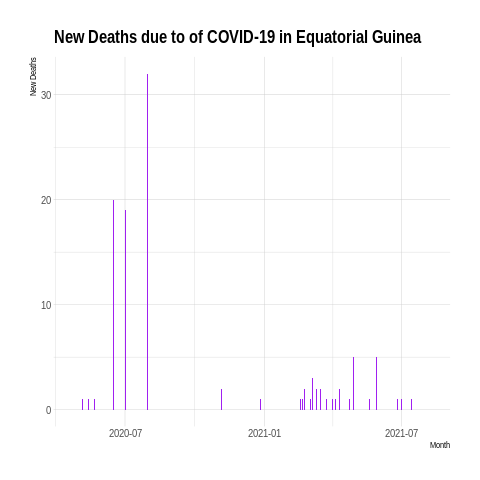 New Deaths due to of COVID-19 in Equatorial Guinea
New Deaths
30
20
10
0
2020-07
2021-01
2021-07
Month